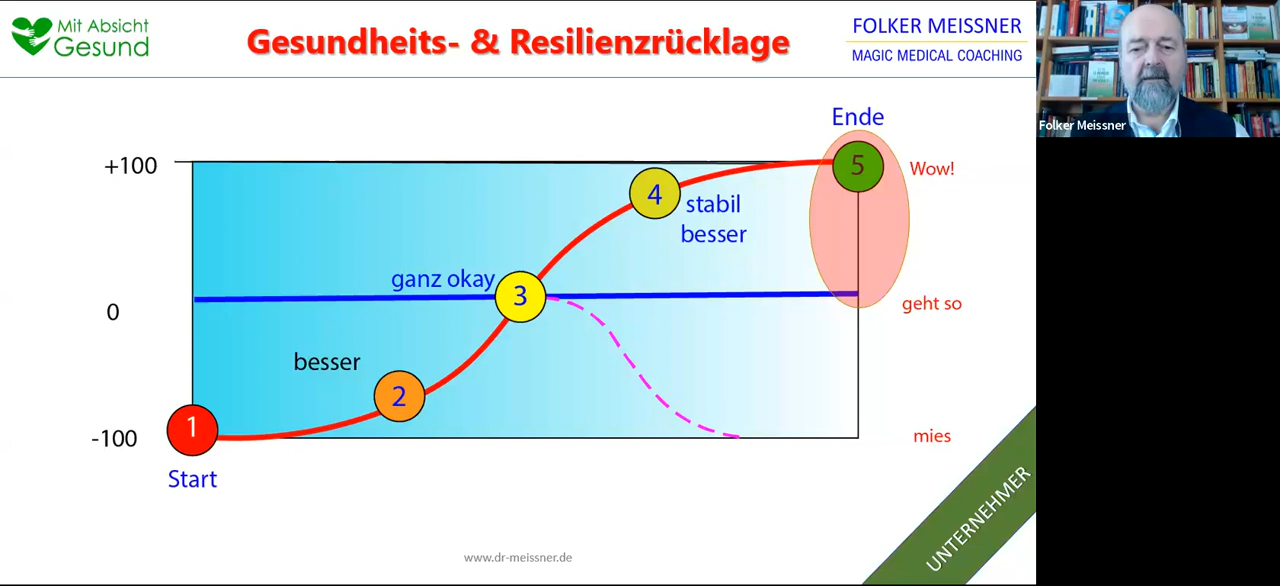 Mit Absicht
Gesund
Gesundheits- & Resilienzrücklage
FOLKER MEISSNER
MAGIC MEDICAL COACHING
Folker Meissner
Ende
+100
5
Wow!
4
stabil
besser
ganz okay
3
0
geht so
besser
2
1
-100
mies
Start
UNTERNEHMER
www.dr-meissner.de